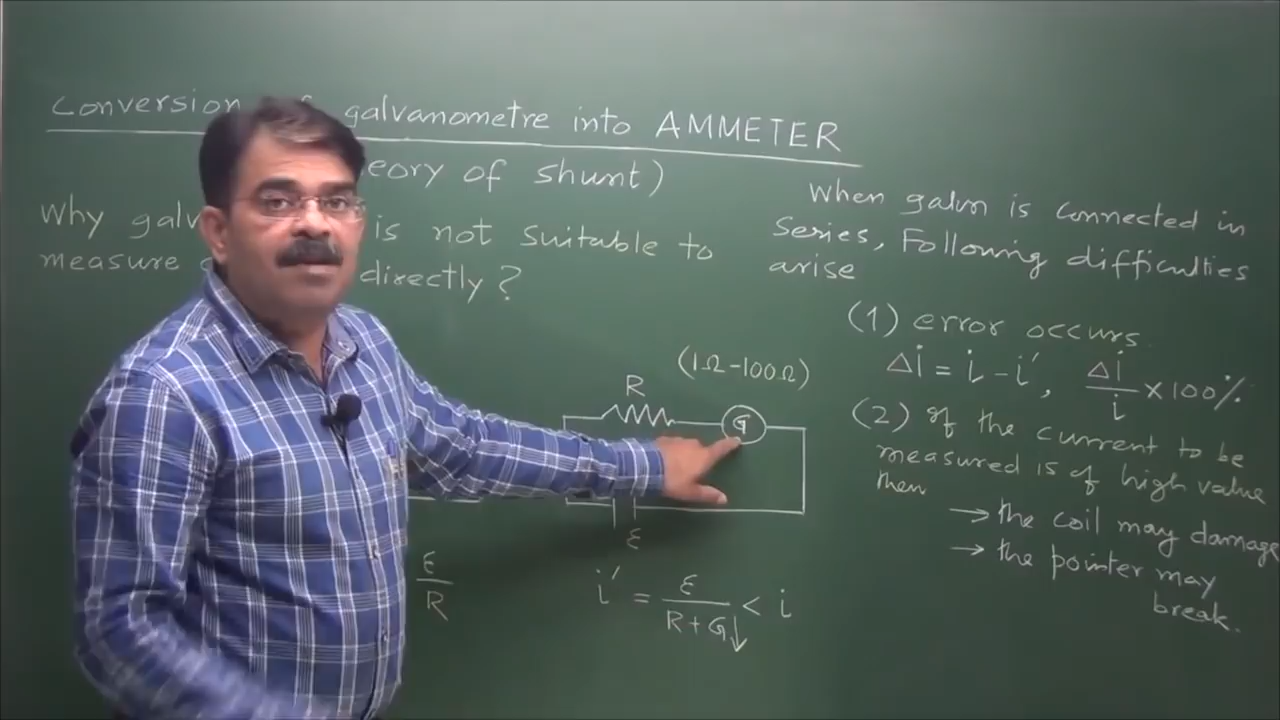 Conversion galvanometre into AMMETER
eory of shunt)
Why galv is not suitable to
measure directly?
When galvn is connected in
series, Following difficulties
arise
(1) error occurs.
Δi = i - i′, Δi/i × 100%
(2) If the current to be
measured is of high value
then
→ the coil may damage
→ the pointer may
break.
(1Ω-100Ω)
R
G
ε
ε/R
i′ = ε/(R+G↓) < i